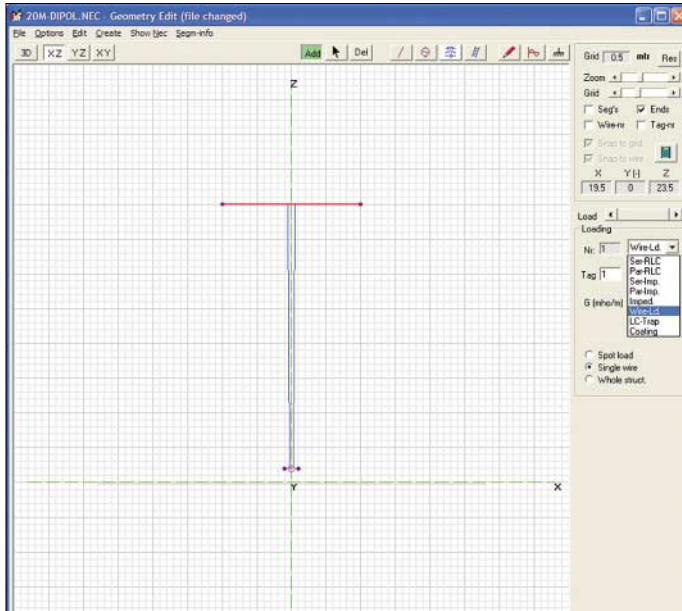 20M-DIPOL.NEC - Geometry Edit (file changed)
File Options Edit Create Show Nec Segm-info
3D XZ YZ XY Add Del
Grid 0.5 mtr Res
Zoom
Grid
Seg's Ends
Wire-nr Tag-nr
Snap to grid
Snap to wire
X Y[-] Z
19.5 0 23.5
Load
Loading
Nr: 1 Wire-Ld.
Ser-RLC
Tag 1 Par-RLC
Ser-Imp.
Par-Imp.
G (mho/m) Imped.
Wire-Ld.
LC-Trap
Coating
Spot load
Single wire
Whole struct.
Z
Y
X